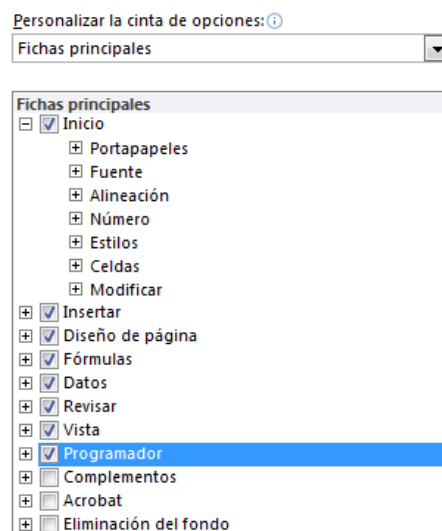 Personalizar la cinta de opciones:
Fichas principales
Fichas principales
Inicio
Portapapeles
Fuente
Alineación
Número
Estilos
Celdas
Modificar
Insertar
Diseño de página
Fórmulas
Datos
Revisar
Vista
Programador
Complementos
Acrobat
Eliminación del fondo